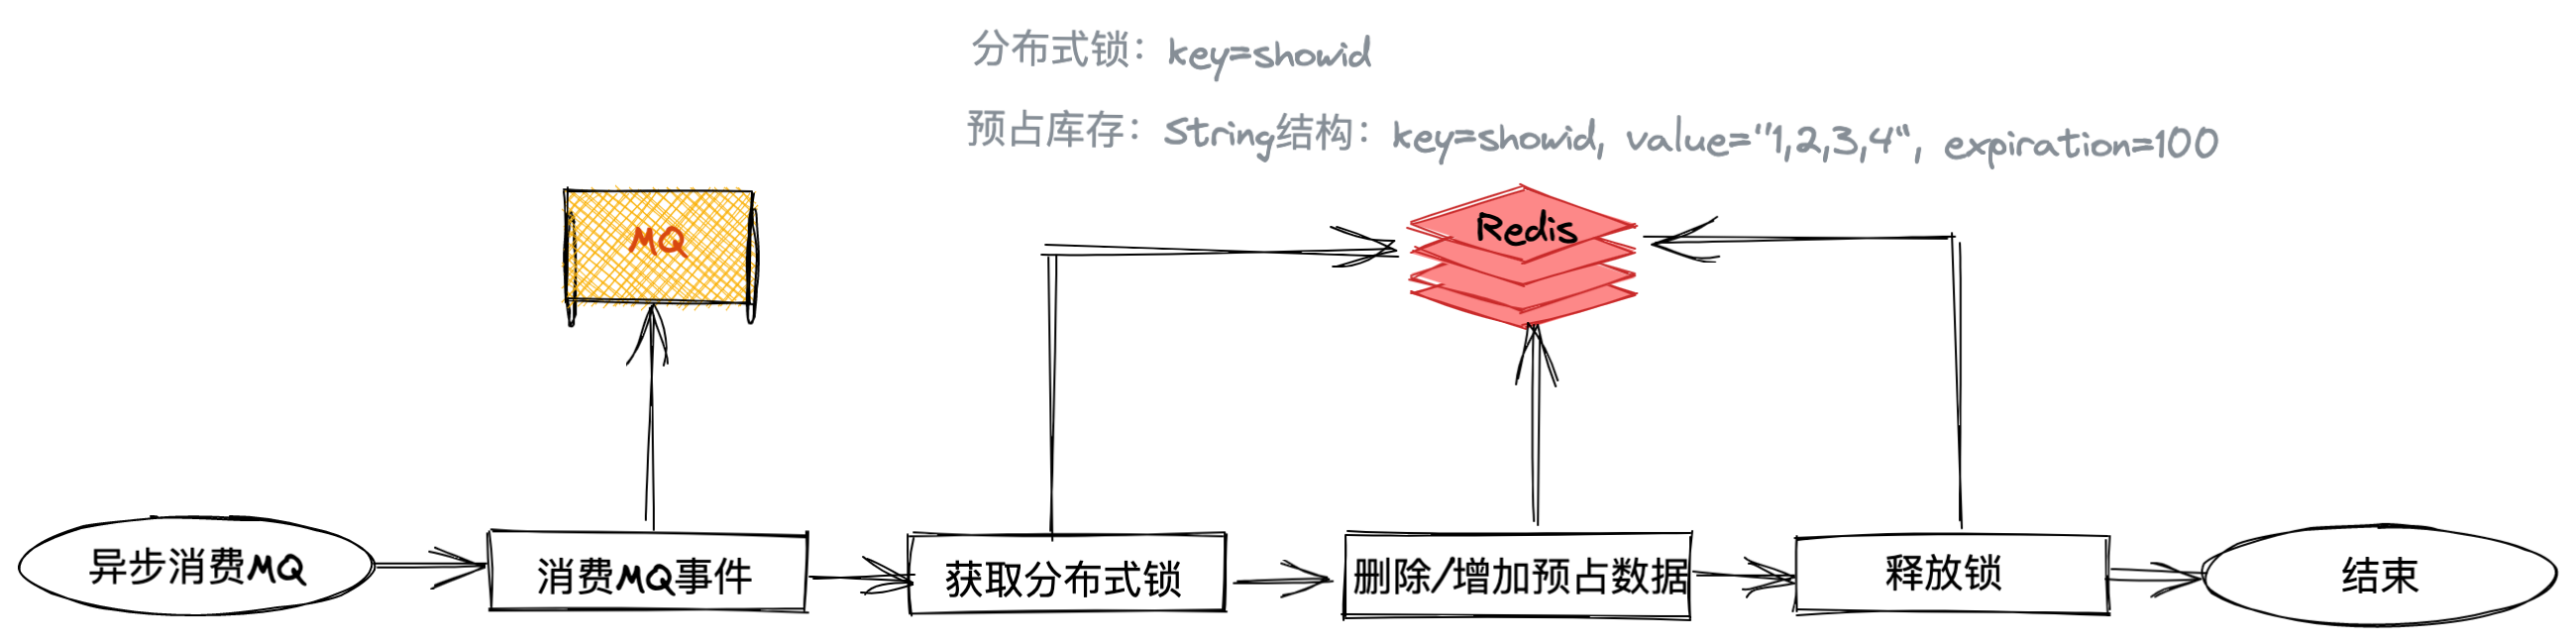 分布式锁：key=showid
预占库存：String结构：key=showid, value="1,2,3,4", expiration=100
MQ
Redis
异步消费MQ
消费MQ事件
获取分布式锁
删除/增加预占数据
释放锁
结束